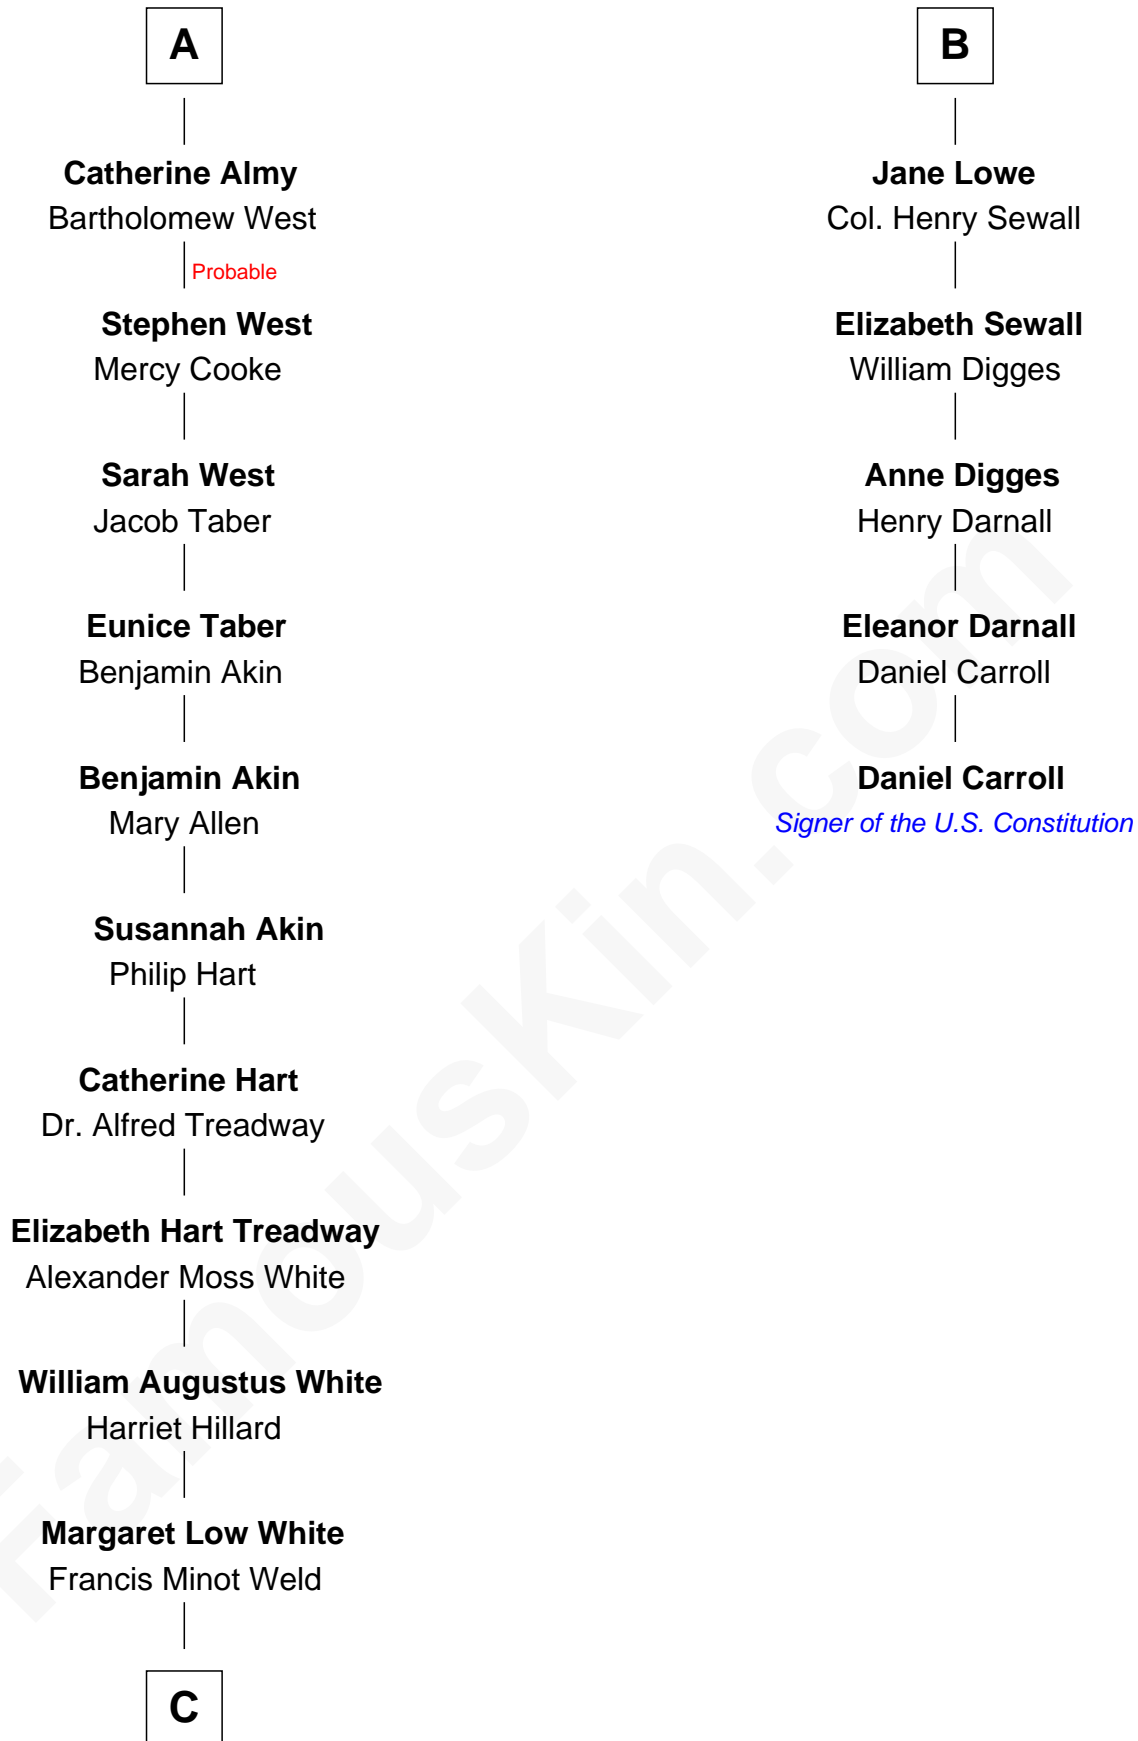 A
Catherine Almy
Bartholomew West
Probable
Stephen West
Mercy Cooke
Sarah West
Jacob Taber
Eunice Taber
Benjamin Akin
Benjamin Akin
Mary Allen
Susannah Akin
Philip Hart
Catherine Hart
Dr. Alfred Treadway
Elizabeth Hart Treadway
Alexander Moss White
William Augustus White
Harriet Hillard
Margaret Low White
Francis Minot Weld
C
B
Jane Lowe
Col. Henry Sewall
Elizabeth Sewall
William Digges
Anne Digges
Henry Darnall
Eleanor Darnall
Daniel Carroll
Daniel Carroll
Signer of the U.S. Constitution
FamousKin.com